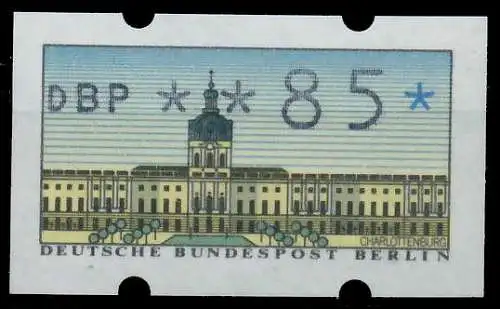 DBP ** 85 *
CHARLOTTENBURG
DEUTSCHE BUNDESPOST BERLIN